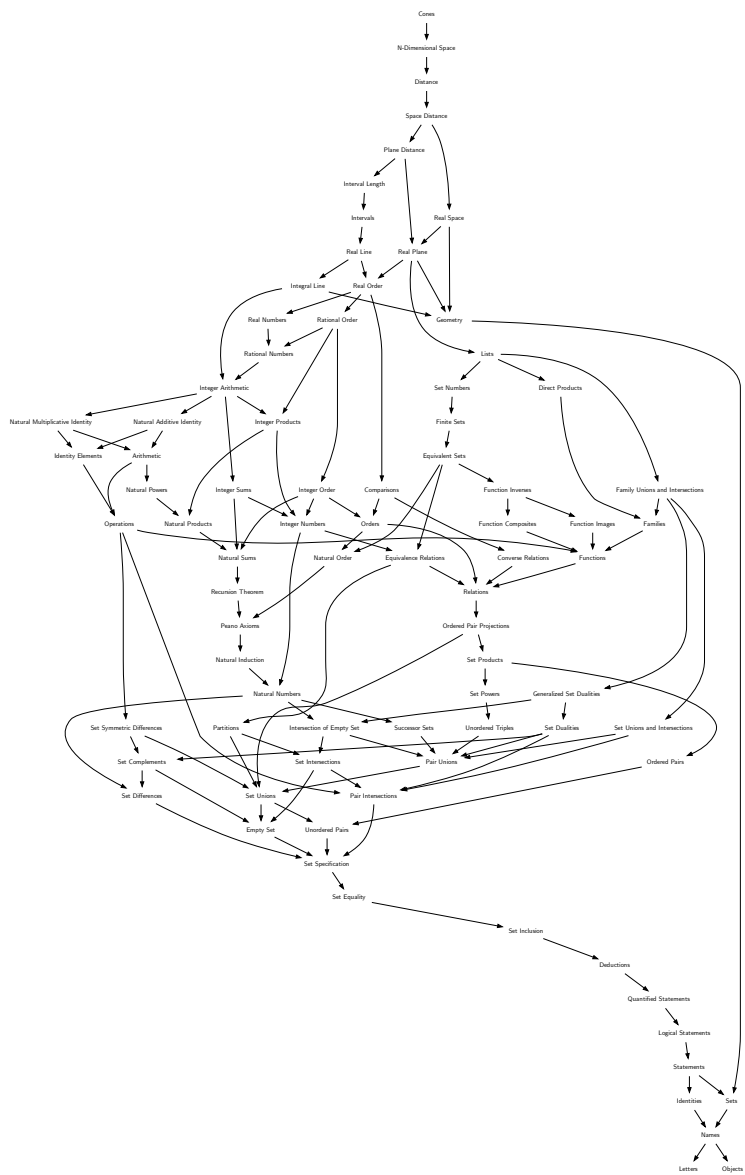 Cones
N-Dimensional Space
Distance
Space Distance
Plane Distance
Interval Length
Intervals
Real Space
Real Line
Real Plane
Integral Line
Real Order
Real Numbers
Rational Order
Geometry
Rational Numbers
Lists
Integer Arithmetic
Set Numbers
Direct Products
Natural Multiplicative Identity
Natural Additive Identity
Integer Products
Finite Sets
Identity Elements
Arithmetic
Equivalent Sets
Natural Powers
Integer Sums
Integer Order
Comparisons
Function Inverses
Family Unions and Intersections
Operations
Natural Products
Integer Numbers
Orders
Function Composites
Function Images
Families
Natural Sums
Natural Order
Equivalence Relations
Converse Relations
Functions
Recursion Theorem
Relations
Peano Axioms
Ordered Pair Projections
Natural Induction
Set Products
Natural Numbers
Set Powers
Generalized Set Dualities
Set Symmetric Differences
Partitions
Intersection of Empty Set
Successor Sets
Unordered Triples
Set Dualities
Set Unions and Intersections
Set Complements
Set Intersections
Pair Unions
Ordered Pairs
Set Differences
Set Unions
Pair Intersections
Empty Set
Unordered Pairs
Set Specification
Set Equality
Set Inclusion
Deductions
Quantified Statements
Logical Statements
Statements
Identities
Sets
Names
Letters
Objects